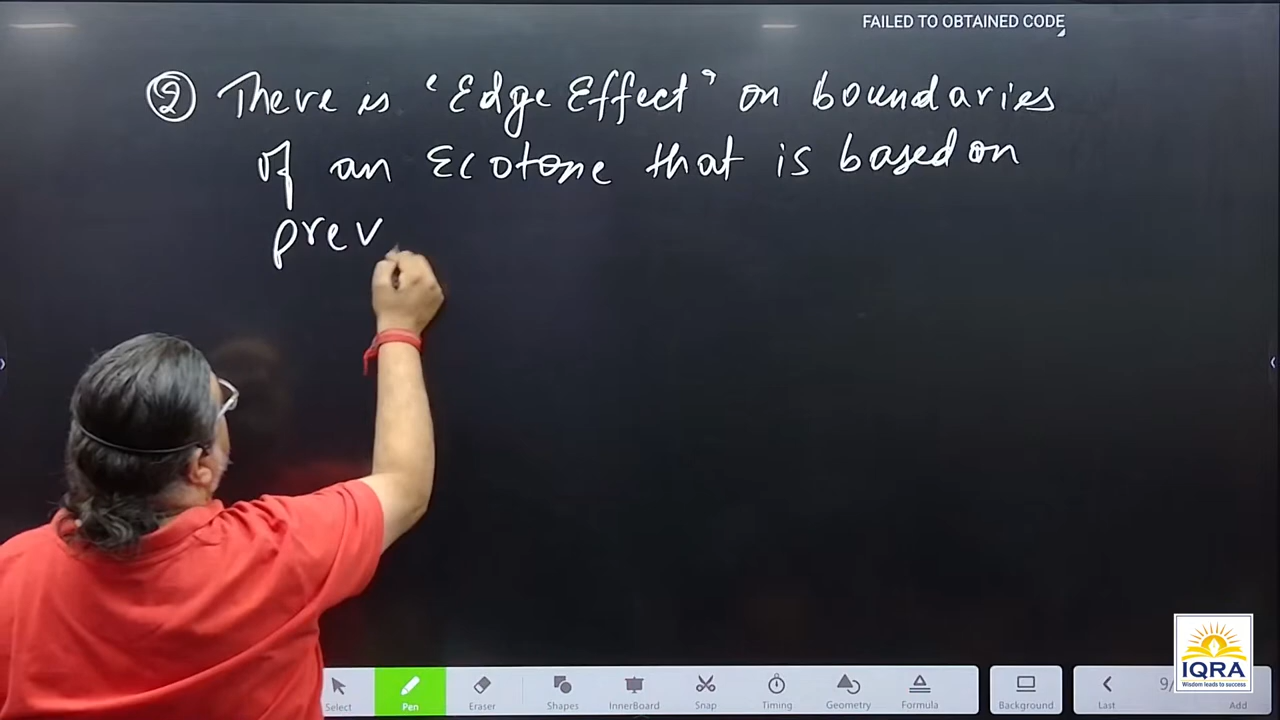 FAILED TO OBTAINED CODE
② There is 'Edge Effect' on boundaries
of an Ecotone that is based on
prev
Select
Pen
Eraser
Shapes
InnerBoard
Snap
Timing
Geometry
Formula
Background
Last
9/
Add
IQRA
Wisdom leads to success